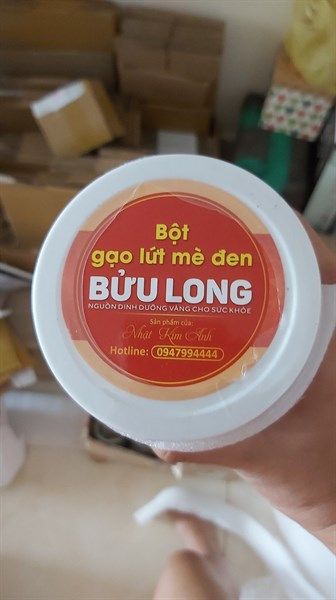 Bột
gạo lứt mè đen
BỬU LONG
NGUỒN DINH DƯỠNG VÀNG CHO SỨC KHỎE
Sản phẩm của:
Nhật Kim Anh
Hotline: 0947994444